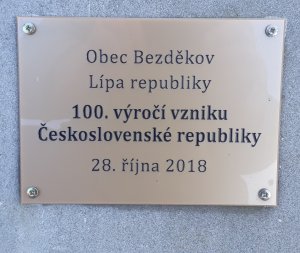 Obec Bezděkov
Lípa republiky
100. výročí vzniku
Československé republiky
28. října 2018